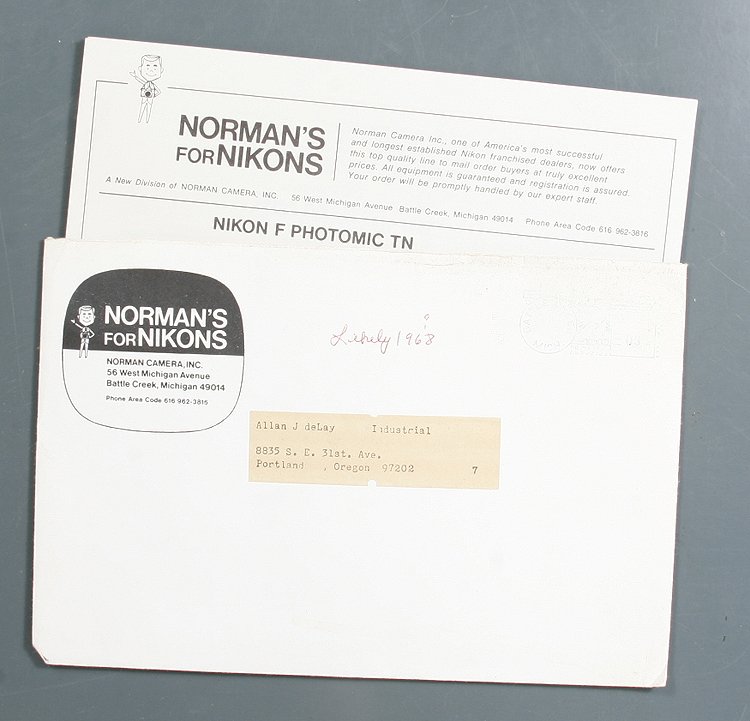 NORMAN'S
FOR NIKONS
Norman Camera Inc., one of America's most successful
and longest established Nikon franchised dealers, now offers
this top quality line to mail order buyers at truly excellent
prices. All equipment is guaranteed and registration is assured.
Your order will be promptly handled by our expert staff.
A New Division of NORMAN CAMERA, INC. 56 West Michigan Avenue Battle Creek, Michigan 49014 Phone Area Code 616 962-3816
NIKON F PHOTOMIC TN
NORMAN'S
FOR NIKONS
NORMAN CAMERA, INC.
56 West Michigan Avenue
Battle Creek, Michigan 49014
Phone Area Code 616 962-3815
Likely 1968
Allan J deLay Industrial
8835 S. E. 31st. Ave.
Portland , Oregon 97202 7